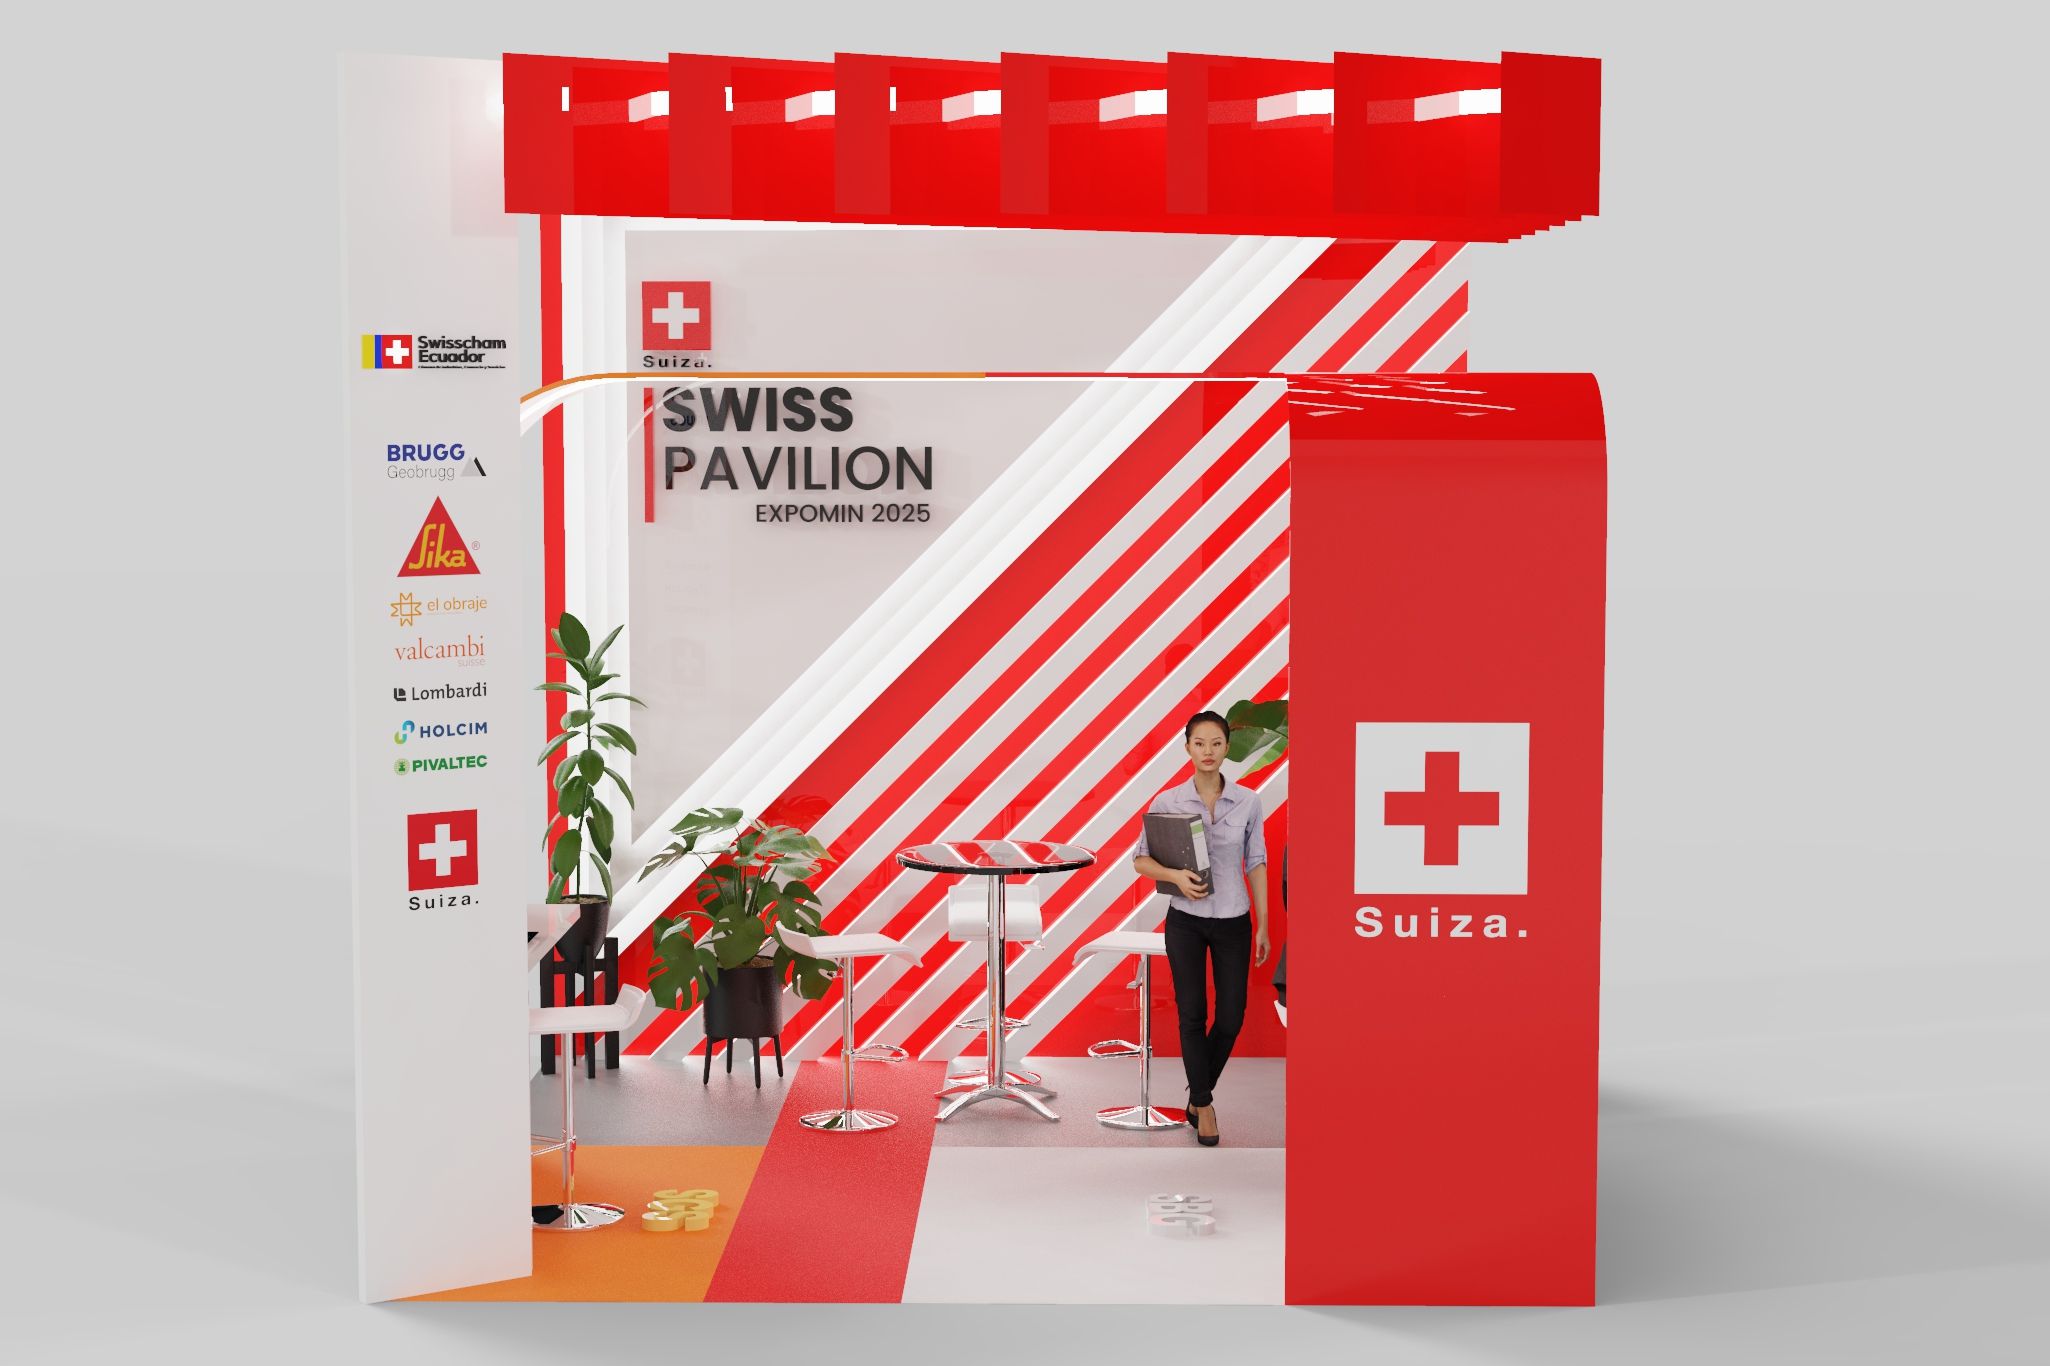 Swisscham
Ecuador
BRUGG
Geobrugg
Sika®
el obraje
valcambi
suisse
Lombardi
HOLCIM
PIVALTEC
Suiza.
Suiza.
SWISS
PAVILION
EXPOMIN 2025
Suiza.